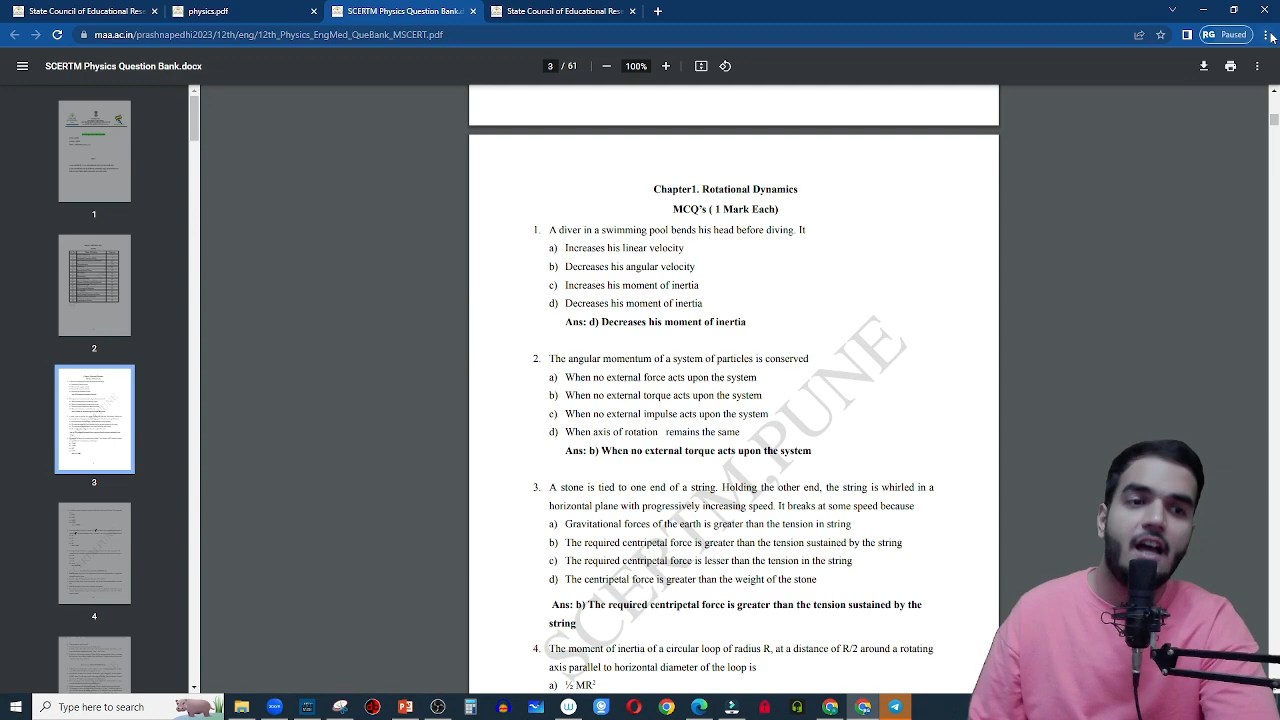 State Council of Educational Rese
physics.pdf
SCERTM Physics Question Bank.d
State Council of Educational Rese
maa.ac.in/prashnapedhi2023/12th/eng/12th_Physics_EngMed_QueBank_MSCERT.pdf
RG Paused
SCERTM Physics Question Bank.docx
3 / 61
100%
Chapter1. Rotational Dynamics
MCQ's ( 1 Mark Each)
1. A diver in a swimming pool bends his head before diving. It
a) Increases his linear velocity
b) Decreases his angular velocity
c) Increases his moment of inertia
d) Decreases his moment of inertia
Ans: d) Decreases his moment of inertia
2. The angular momentum of a system of particles is conserved
a) When no external force acts upon the system
b) When no external torque acts upon the system
c) When no external impulse acts upon the system
d) When axis of rotation remains the same
Ans: b) When no external torque acts upon the system
3. A stone is tied to one end of a string. Holding the other end, the string is whirled in a
horizontal plane with progressively increasing speed. It breaks at some speed because
a) Gravitational forces of the earth is greater than the tension in string
b) The required centripetal force is greater than the tension sustained by the string
c) The required centripetal force is lesser than the tension in the string
d) The centripetal force is greater than the weight of the stone
Ans: b) The required centripetal force is greater than the tension sustained by the
string
The moment of inertia of a circular loop of radius R, at a distance of R/2 around a rotating
axis parallel to horizontal diameter of the loop is
a) ½ MR²
SCERTM,PUNE
1
2
3
4
Type here to search